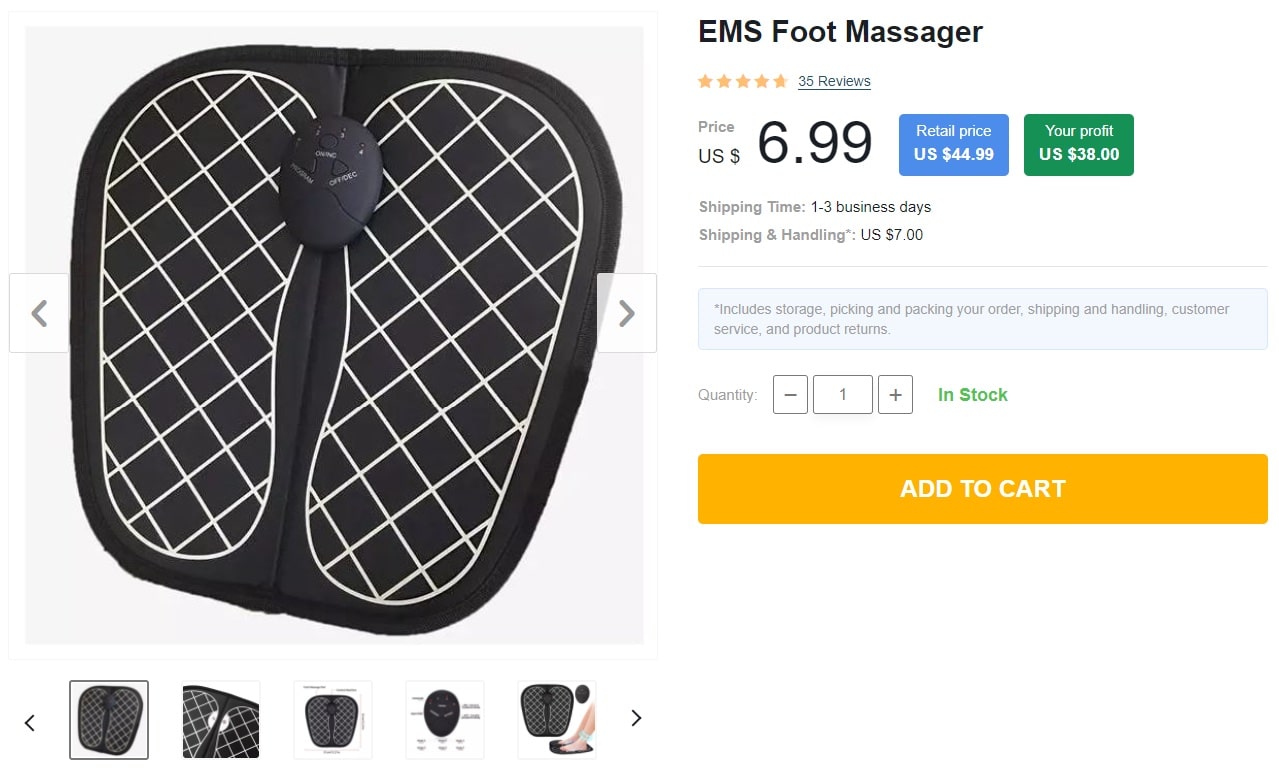 EMS Foot Massager
35 Reviews
Price
US $ 6.99
Retail price
US $44.99
Your profit
US $38.00
Shipping Time: 1-3 business days
Shipping & Handling*: US $7.00
*Includes storage, picking and packing your order, shipping and handling, customer
service, and product returns.
Quantity:
− 1 +
In Stock
ADD TO CART
ON/INC
PROGRAM
OFF/DEC